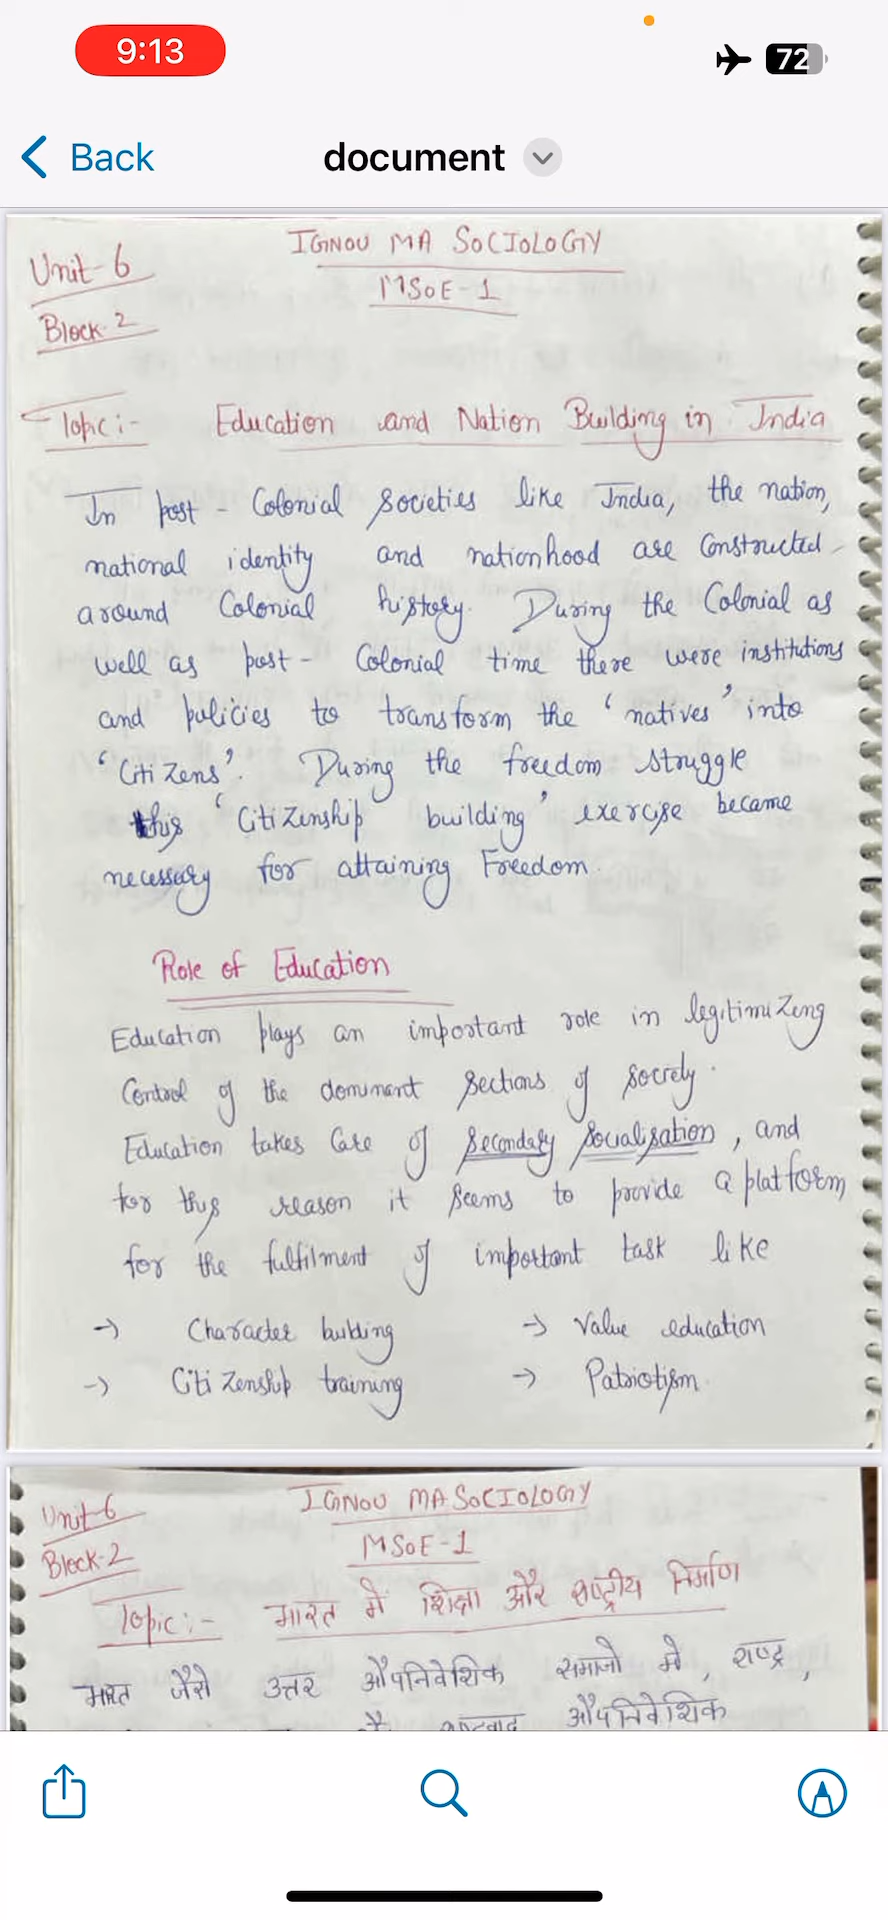 9:13
72
Back
document
IGNOU MA SOCIOLOGY
Unit-6
MSOE-1
Block-2
Topic:- Education and Nation Building in India
In post-Colonial Societies like India, the nation,
national identity and nationhood are Constructed
around Colonial history. During the Colonial as
well as post-Colonial time there were institutions
and policies to transform the 'natives' into
'Citizens'. During the freedom struggle
this 'Citizenship building' exercise became
necessary for attaining Freedom.
Role of Education
Education plays an important role in legitimizeng
Control of the dominant Sections of Society.
Education takes Care of Secondary Socialisation, and
for this reason it seems to provide a platform
for the fulfilment of important task like
→ Character building → Value education
→ Citizenship training → Patriotism.
IGNOU MA SOCIOLOGY
Unit-6
MSOE-1
Block-2
Topic:- भारत में शिक्षा और राष्ट्रीय निर्माण
भारत जैसे उत्तर औपनिवेशिक समाजो मे, राष्ट्र,
औपनिवेशिक